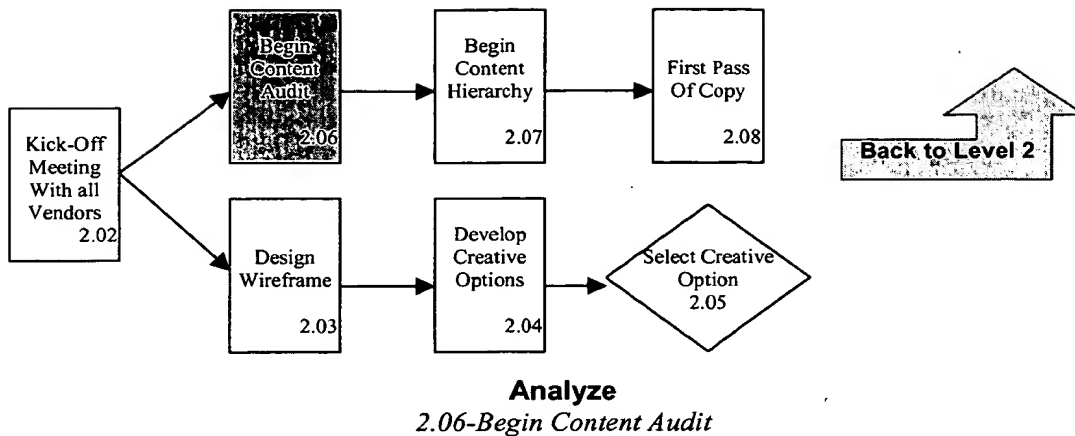 Kick-Off
Meeting
With all
Vendors
2.02
Begin
Content
Audit
2.06
Begin
Content
Hierarchy
2.07
First Pass
Of Copy
2.08
Back to Level 2
Design
Wireframe
2.03
Develop
Creative
Options
2.04
Select Creative
Option
2.05
Analyze
2.06-Begin Content Audit